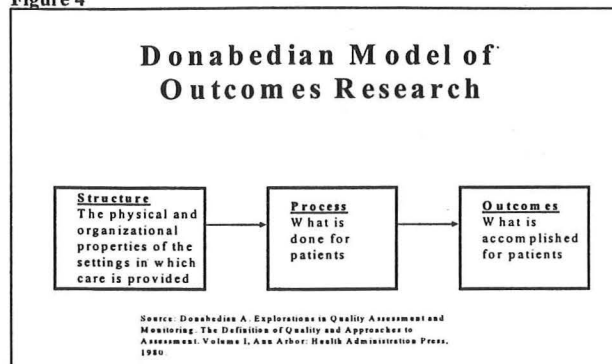 Figure 4
Donabedian Model of
Outcomes Research
Structure
The physical and
organizational
properties of the
settings in which
care is provided
Process
What is
done for
patients
Outcomes
What is
accomplished
for patients
Source: Donabedian A. Explorations in Quality Assessment and
Monitoring. The Definition of Quality and Approaches to
Assessment. Volume I, Ann Arbor: Health Administration Press,
1980.